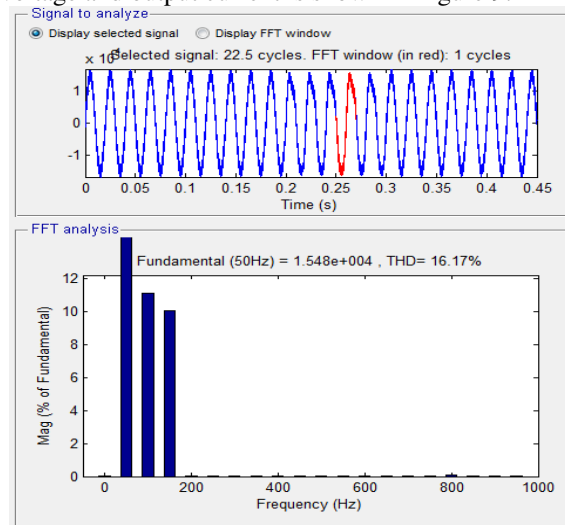 Signal to analyze
Display selected signal Display FFT window
x 10
Selected signal: 22.5 cycles. FFT window (in red): 1 cycles
1
0
-1
0 0.05 0.1 0.15 0.2 0.25 0.3 0.35 0.4 0.45
Time (s)
FFT analysis
Fundamental (50Hz) = 1.548e+004 , THD= 16.17%
12
10
8
6
4
2
0
Mag (% of Fundamental)
0 200 400 600 800 1000
Frequency (Hz)